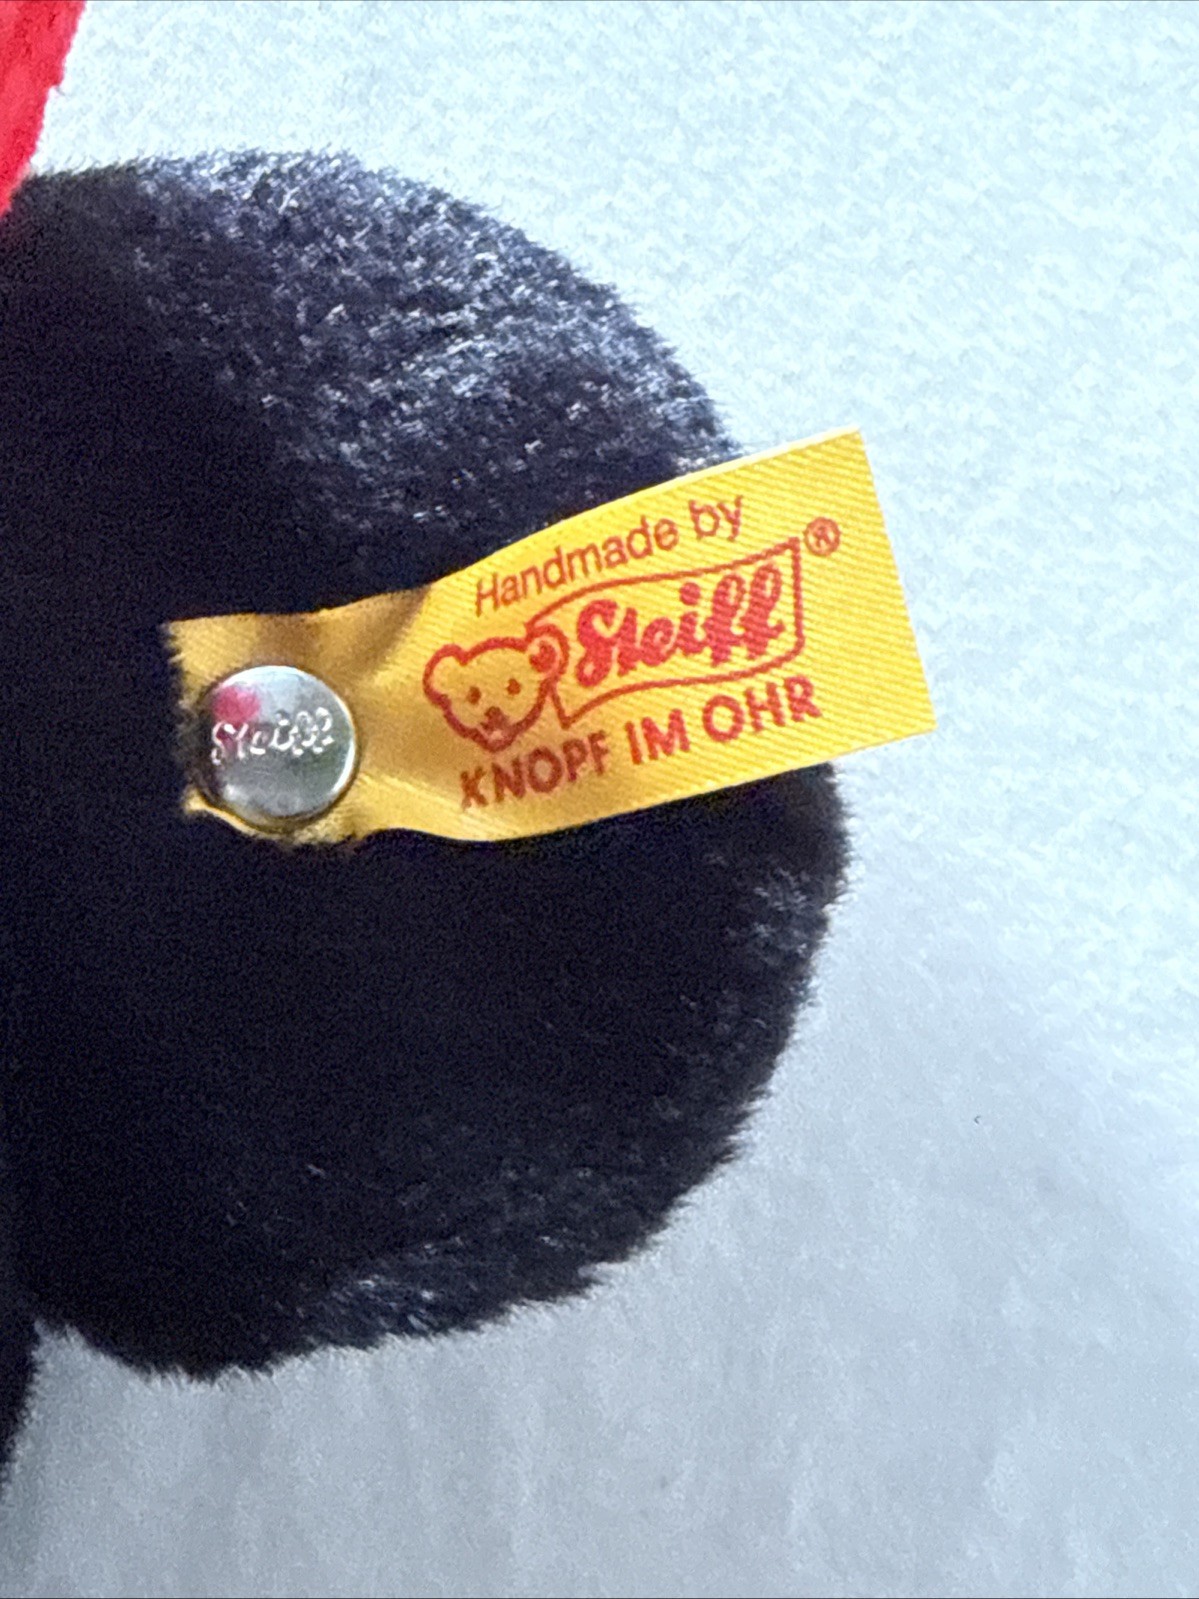 Handmade by
Steiff®
KNOPF IM OHR
Steiff